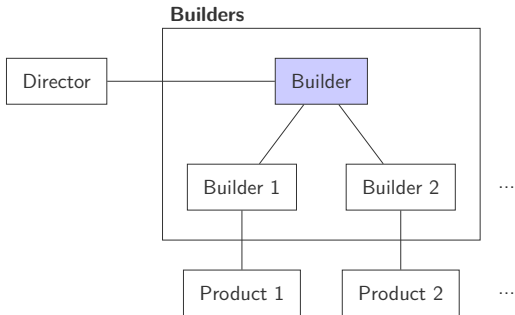 Builders
Director
Builder
Builder 1
Builder 2
...
Product 1
Product 2
...